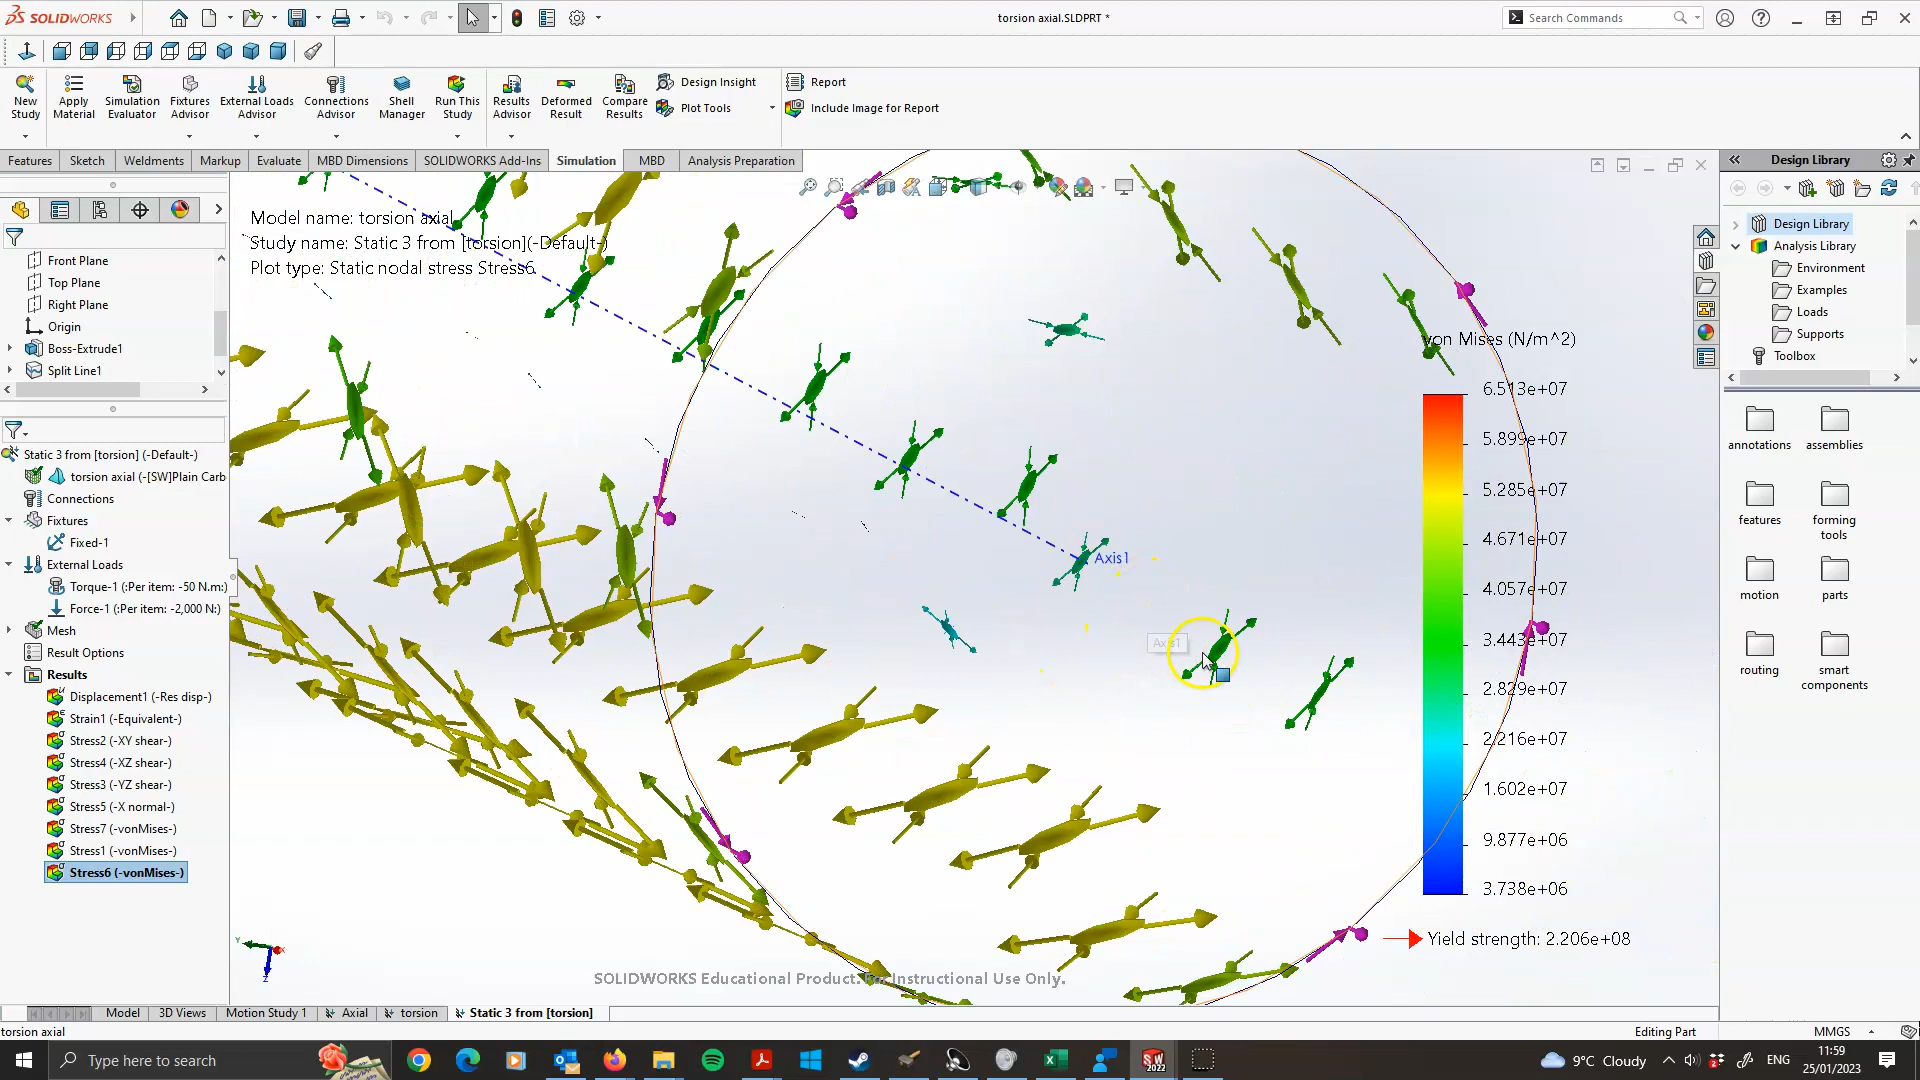 SOLIDWORKS
torsion axial.SLDPRT *
Search Commands
New Study
Apply Material
Simulation Evaluator
Fixtures Advisor
External Loads Advisor
Connections Advisor
Shell Manager
Run This Study
Results Advisor
Deformed Result
Compare Results
Design Insight
Plot Tools
Report
Include Image for Report
Features
Sketch
Weldments
Markup
Evaluate
MBD Dimensions
SOLIDWORKS Add-Ins
Simulation
MBD
Analysis Preparation
Front Plane
Top Plane
Right Plane
Origin
Boss-Extrude1
Split Line1
Static 3 from [torsion] (-Default-)
torsion axial (-[SW]Plain Carb
Connections
Fixtures
Fixed-1
External Loads
Torque-1 (:Per item: -50 N.m:)
Force-1 (:Per item: -2,000 N:)
Mesh
Result Options
Results
Displacement1 (-Res disp-)
Strain1 (-Equivalent-)
Stress2 (-XY shear-)
Stress4 (-XZ shear-)
Stress3 (-YZ shear-)
Stress5 (-X normal-)
Stress7 (-vonMises-)
Stress1 (-vonMises-)
Stress6 (-vonMises-)
Model name: torsion axial
Study name: Static 3 from [torsion](-Default-)
Plot type: Static nodal stress Stress6
Axis1
Axis1
von Mises (N/m^2)
6.513e+07
5.899e+07
5.285e+07
4.671e+07
4.057e+07
3.443e+07
2.829e+07
2.216e+07
1.602e+07
9.877e+06
3.738e+06
Yield strength: 2.206e+08
Y
X
Z
SOLIDWORKS Educational Product. For Instructional Use Only.
Design Library
Design Library
Analysis Library
Environment
Examples
Loads
Supports
Toolbox
annotations
assemblies
features
forming tools
motion
parts
routing
smart components
Model
3D Views
Motion Study 1
Axial
torsion
Static 3 from [torsion]
torsion axial
Editing Part
MMGS
Type here to search
SW 2022
9°C Cloudy
ENG
11:59
25/01/2023